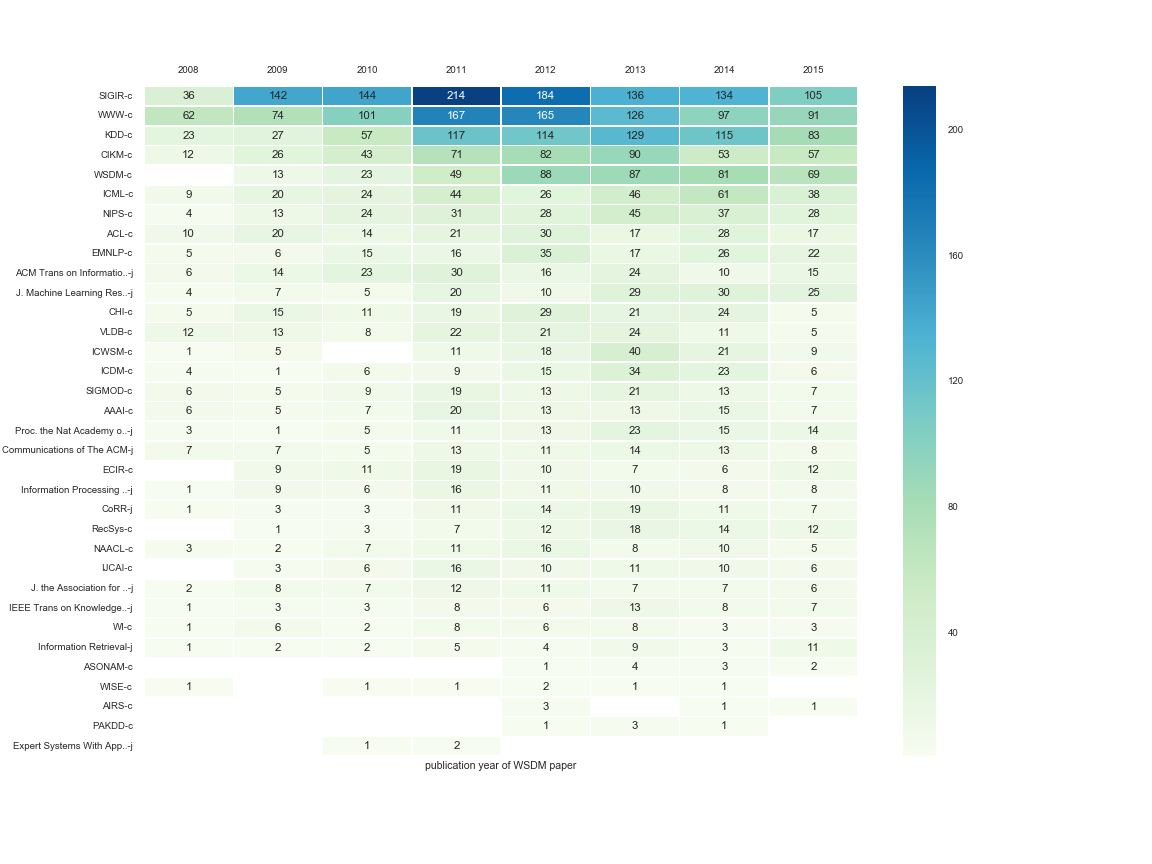 2008 2009 2010 2011 2012 2013 2014 2015
SIGIR-c 36 142 144 214 184 136 134 105
WWW-c 62 74 101 167 165 126 97 91
KDD-c 23 27 57 117 114 129 115 83
CIKM-c 12 26 43 71 82 90 53 57
WSDM-c 13 23 49 88 87 81 69
ICML-c 9 20 24 44 26 46 61 38
NIPS-c 4 13 24 31 28 45 37 28
ACL-c 10 20 14 21 30 17 28 17
EMNLP-c 5 6 15 16 35 17 26 22
ACM Trans on Informatio..-j 6 14 23 30 16 24 10 15
J. Machine Learning Res..-j 4 7 5 20 10 29 30 25
CHI-c 5 15 11 19 29 21 24 5
VLDB-c 12 13 8 22 21 24 11 5
ICWSM-c 1 5 11 18 40 21 9
ICDM-c 4 1 6 9 15 34 23 6
SIGMOD-c 6 5 9 19 13 21 13 7
AAAI-c 6 5 7 20 13 13 15 7
Proc. the Nat Academy o..-j 3 1 5 11 13 23 15 14
Communications of The ACM-j 7 7 5 13 11 14 13 8
ECIR-c 9 11 19 10 7 6 12
Information Processing ..-j 1 9 6 16 11 10 8 8
CoRR-j 1 3 3 11 14 19 11 7
RecSys-c 1 3 7 12 18 14 12
NAACL-c 3 2 7 11 16 8 10 5
IJCAI-c 3 6 16 10 11 10 6
J. the Association for ..-j 2 8 7 12 11 7 7 6
IEEE Trans on Knowledge..-j 1 3 3 8 6 13 8 7
WI-c 1 6 2 8 6 8 3 3
Information Retrieval-j 1 2 2 5 4 9 3 11
ASONAM-c 1 4 3 2
WISE-c 1 1 1 2 1 1
AIRS-c 3 1 1
PAKDD-c 1 3 1
Expert Systems With App..-j 1 2
publication year of WSDM paper
200
160
120
80
40